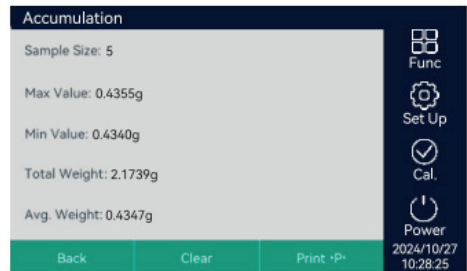 Accumulation
Sample Size: 5
Max Value: 0.4355g
Min Value: 0.4340g
Total Weight: 2.1739g
Avg. Weight: 0.4347g
Back
Clear
Print ·P·
Func
Set Up
Cal.
Power
2024/10/27
10:28:25